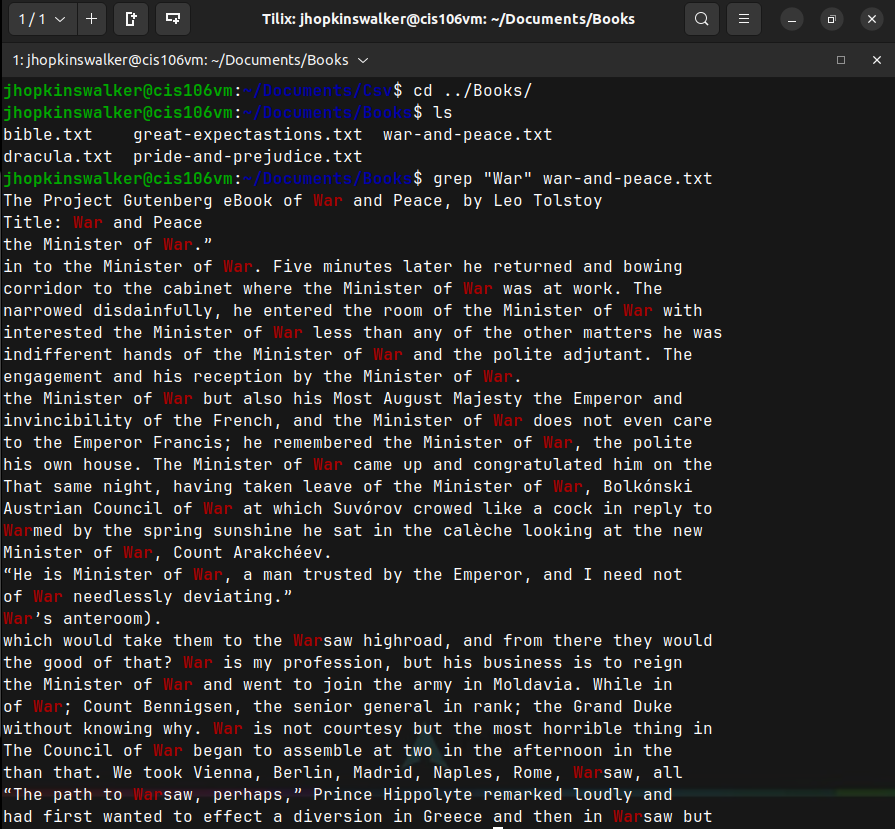 1 / 1
Tilix: jhopkinswalker@cis106vm: ~/Documents/Books
1: jhopkinswalker@cis106vm: ~/Documents/Books
jhopkinswalker@cis106vm:~/Documents/Csv$ cd ../Books/
jhopkinswalker@cis106vm:~/Documents/Books$ ls
bible.txt    great-expectastions.txt  war-and-peace.txt
dracula.txt  pride-and-prejudice.txt
jhopkinswalker@cis106vm:~/Documents/Books$ grep "War" war-and-peace.txt
The Project Gutenberg eBook of War and Peace, by Leo Tolstoy
Title: War and Peace
the Minister of War.”
in to the Minister of War. Five minutes later he returned and bowing
corridor to the cabinet where the Minister of War was at work. The
narrowed disdainfully, he entered the room of the Minister of War with
interested the Minister of War less than any of the other matters he was
indifferent hands of the Minister of War and the polite adjutant. The
engagement and his reception by the Minister of War.
the Minister of War but also his Most August Majesty the Emperor and
invincibility of the French, and the Minister of War does not even care
to the Emperor Francis; he remembered the Minister of War, the polite
his own house. The Minister of War came up and congratulated him on the
That same night, having taken leave of the Minister of War, Bolkónski
Austrian Council of War at which Suvórov crowed like a cock in reply to
Warmed by the spring sunshine he sat in the calèche looking at the new
Minister of War, Count Arakchéev.
“He is Minister of War, a man trusted by the Emperor, and I need not
of War needlessly deviating.”
War’s anteroom).
which would take them to the Warsaw highroad, and from there they would
the good of that? War is my profession, but his business is to reign
the Minister of War and went to join the army in Moldavia. While in
of War; Count Bennigsen, the senior general in rank; the Grand Duke
without knowing why. War is not courtesy but the most horrible thing in
The Council of War began to assemble at two in the afternoon in the
than that. We took Vienna, Berlin, Madrid, Naples, Rome, Warsaw, all
“The path to Warsaw, perhaps,” Prince Hippolyte remarked loudly and
had first wanted to effect a diversion in Greece and then in Warsaw but